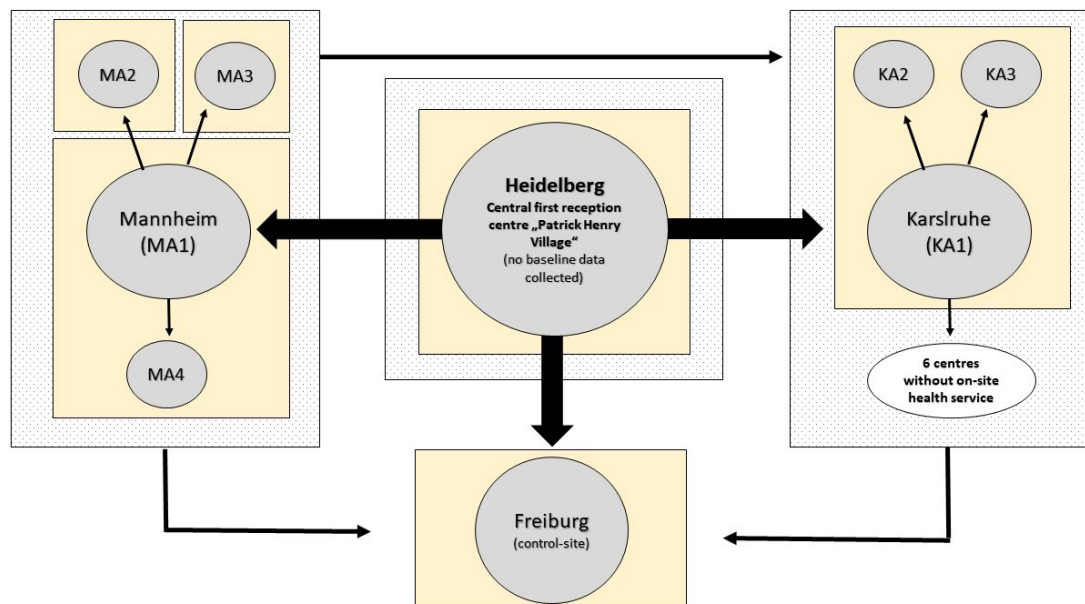 MA2
MA3
Mannheim
(MA1)
MA4
Heidelberg
Central first reception
centre „Patrick Henry
Village“
(no baseline data
collected)
KA2
KA3
Karslruhe
(KA1)
6 centres
without on-site
health service
Freiburg
(control-site)